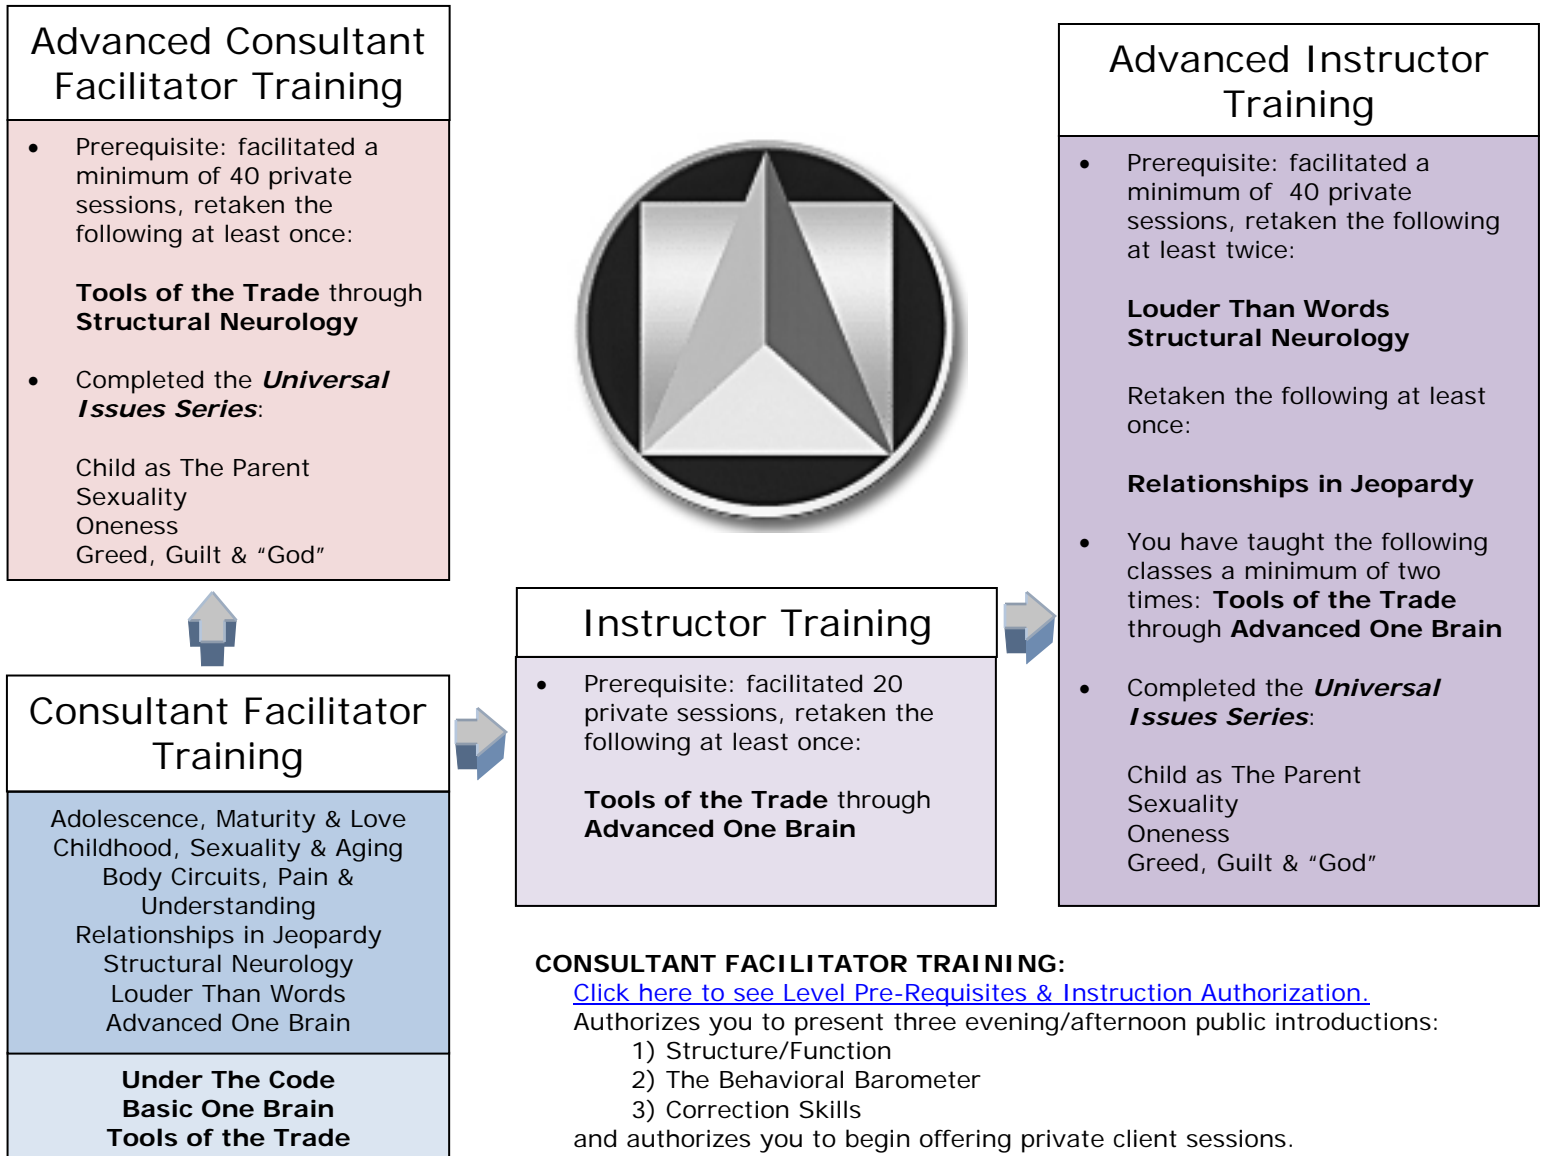 Advanced Consultant
Facilitator Training
• Prerequisite: facilitated a
minimum of 40 private
sessions, retaken the
following at least once:
Tools of the Trade through
Structural Neurology
• Completed the Universal
Issues Series:
Child as The Parent
Sexuality
Oneness
Greed, Guilt & “God”
Consultant Facilitator
Training
Adolescence, Maturity & Love
Childhood, Sexuality & Aging
Body Circuits, Pain &
Understanding
Relationships in Jeopardy
Structural Neurology
Louder Than Words
Advanced One Brain
Under The Code
Basic One Brain
Tools of the Trade
Instructor Training
• Prerequisite: facilitated 20
private sessions, retaken the
following at least once:
Tools of the Trade through
Advanced One Brain
Advanced Instructor
Training
• Prerequisite: facilitated a
minimum of 40 private
sessions, retaken the following
at least twice:
Louder Than Words
Structural Neurology
Retaken the following at least
once:
Relationships in Jeopardy
• You have taught the following
classes a minimum of two
times: Tools of the Trade
through Advanced One Brain
• Completed the Universal
Issues Series:
Child as The Parent
Sexuality
Oneness
Greed, Guilt & “God”
CONSULTANT FACILITATOR TRAINING:
Click here to see Level Pre-Requisites & Instruction Authorization.
Authorizes you to present three evening/afternoon public introductions:
1) Structure/Function
2) The Behavioral Barometer
3) Correction Skills
and authorizes you to begin offering private client sessions.